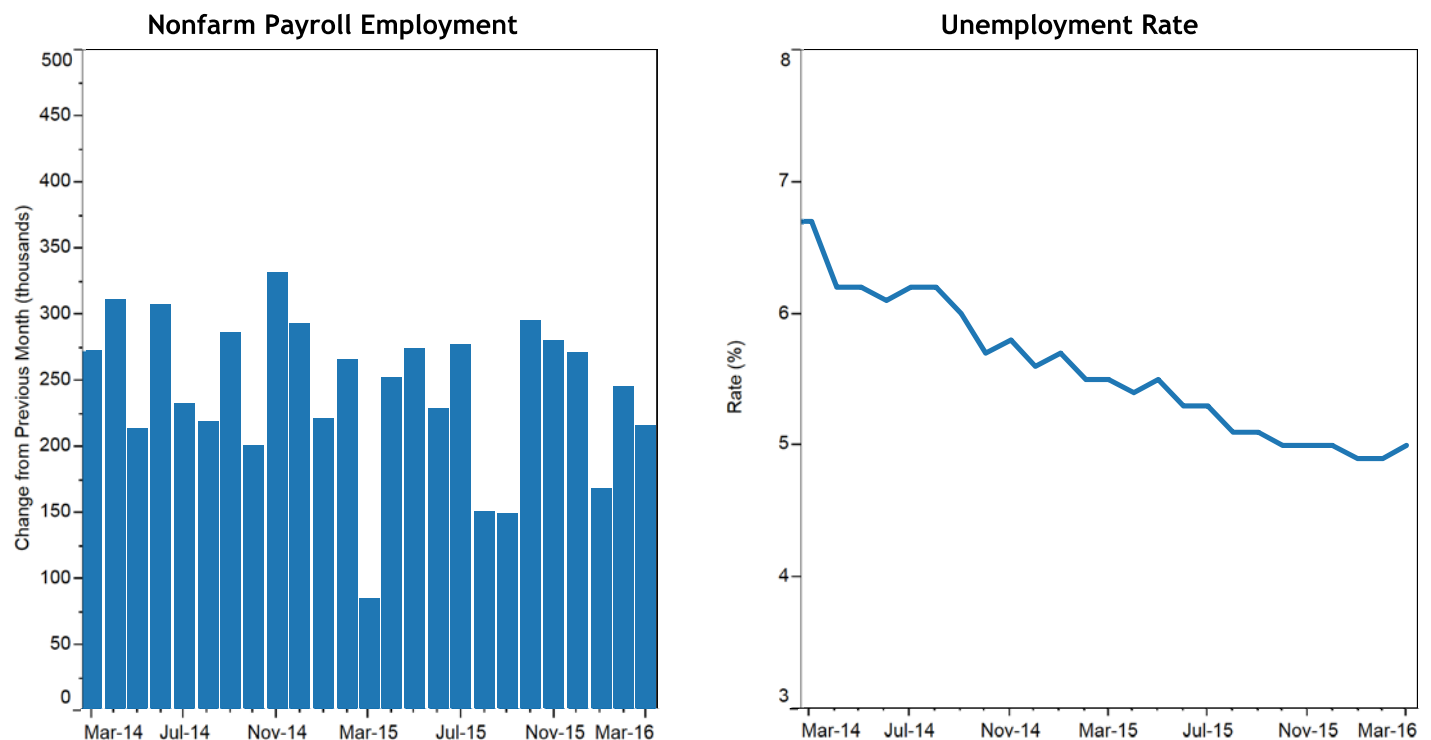 Nonfarm Payroll Employment
500
450
400
350
300
250
200
150
100
50
0
Change from Previous Month (thousands)
Mar-14 Jul-14 Nov-14 Mar-15 Jul-15 Nov-15 Mar-16
Unemployment Rate
8
7
6
5
4
3
Rate (%)
Mar-14 Jul-14 Nov-14 Mar-15 Jul-15 Nov-15 Mar-16